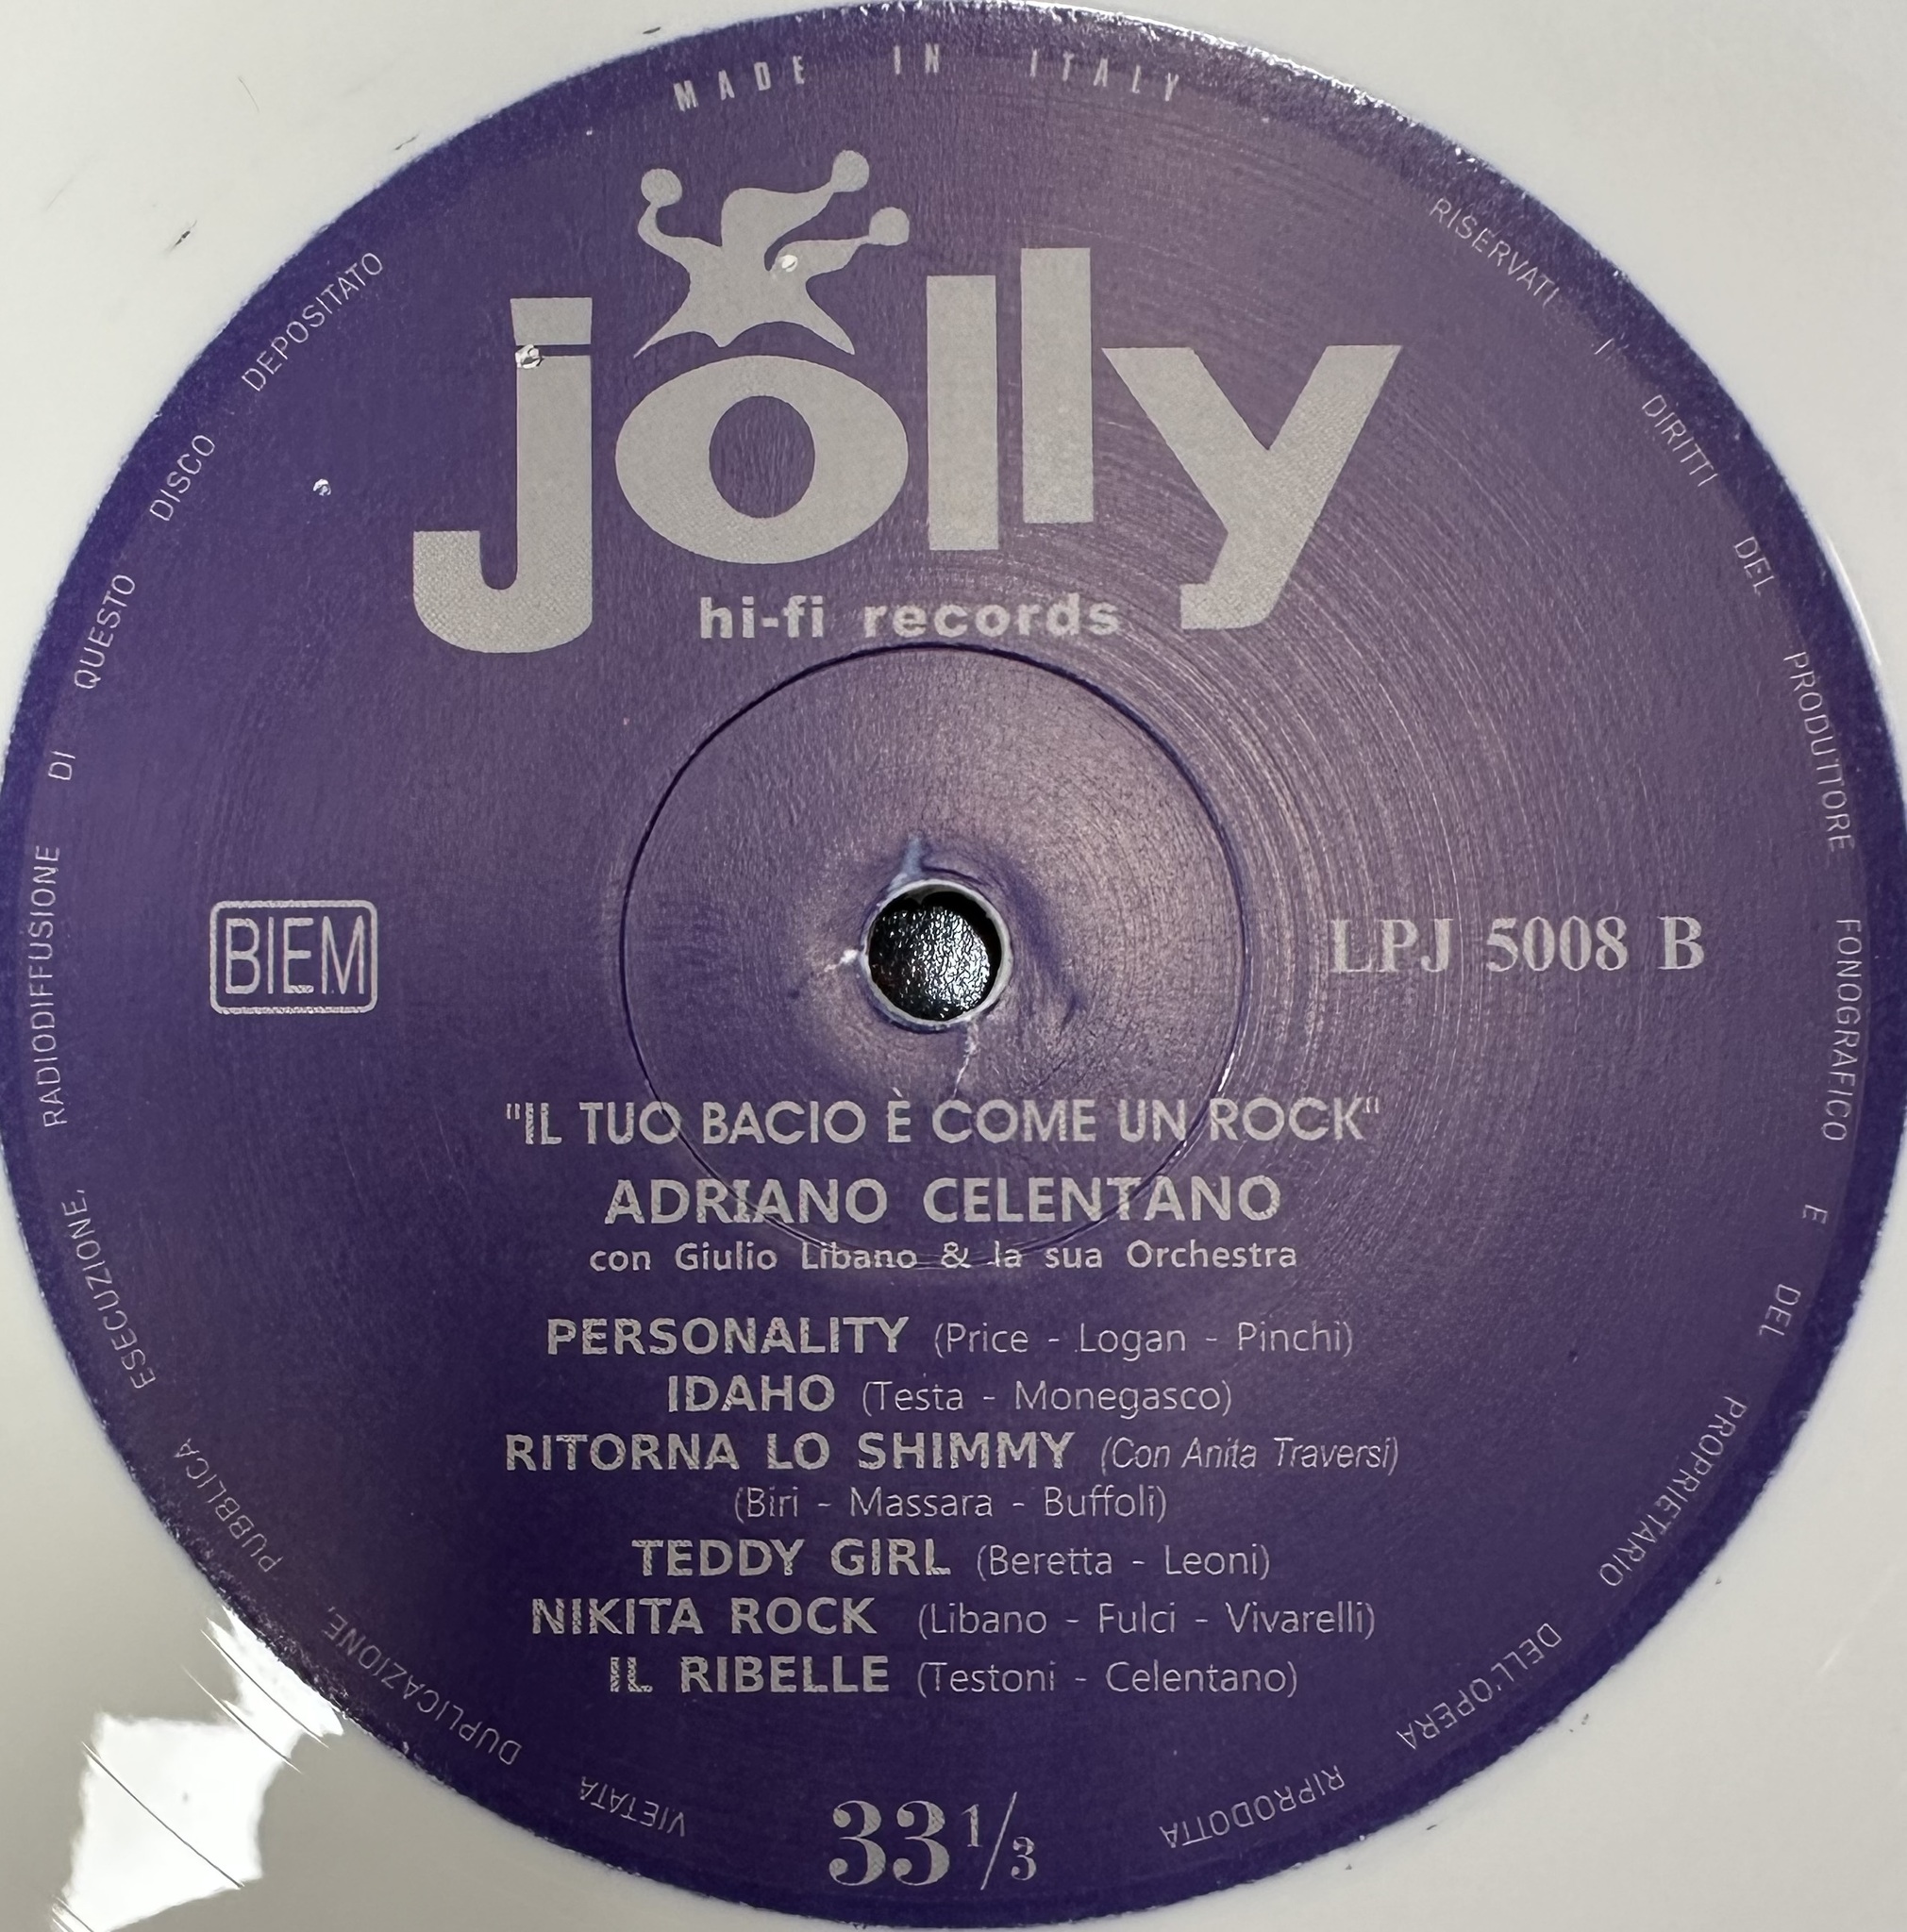 MADE IN ITALY
RISERVATI I DIRITTI DEL PRODUTTORE FONOGRAFICO E DEL PROPRIETARIO DELL'OPERA RIPRODOTTA
VIETATA DUPLICAZIONE, PUBBLICA ESECUZIONE, RADIODIFFUSIONE DI QUESTO DISCO DEPOSITATO
jolly
hi-fi records
BIEM
LPJ 5008 B
"IL TUO BACIO È COME UN ROCK"
ADRIANO CELENTANO
con Giulio Libano & la sua Orchestra
PERSONALITY (Price - Logan - Pinchi)
IDAHO (Testa - Monegasco)
RITORNA LO SHIMMY (Con Anita Traversi)
(Biri - Massara - Buffoli)
TEDDY GIRL (Beretta - Leoni)
NIKITA ROCK (Libano - Fulci - Vivarelli)
IL RIBELLE (Testoni - Celentano)
33 1/3